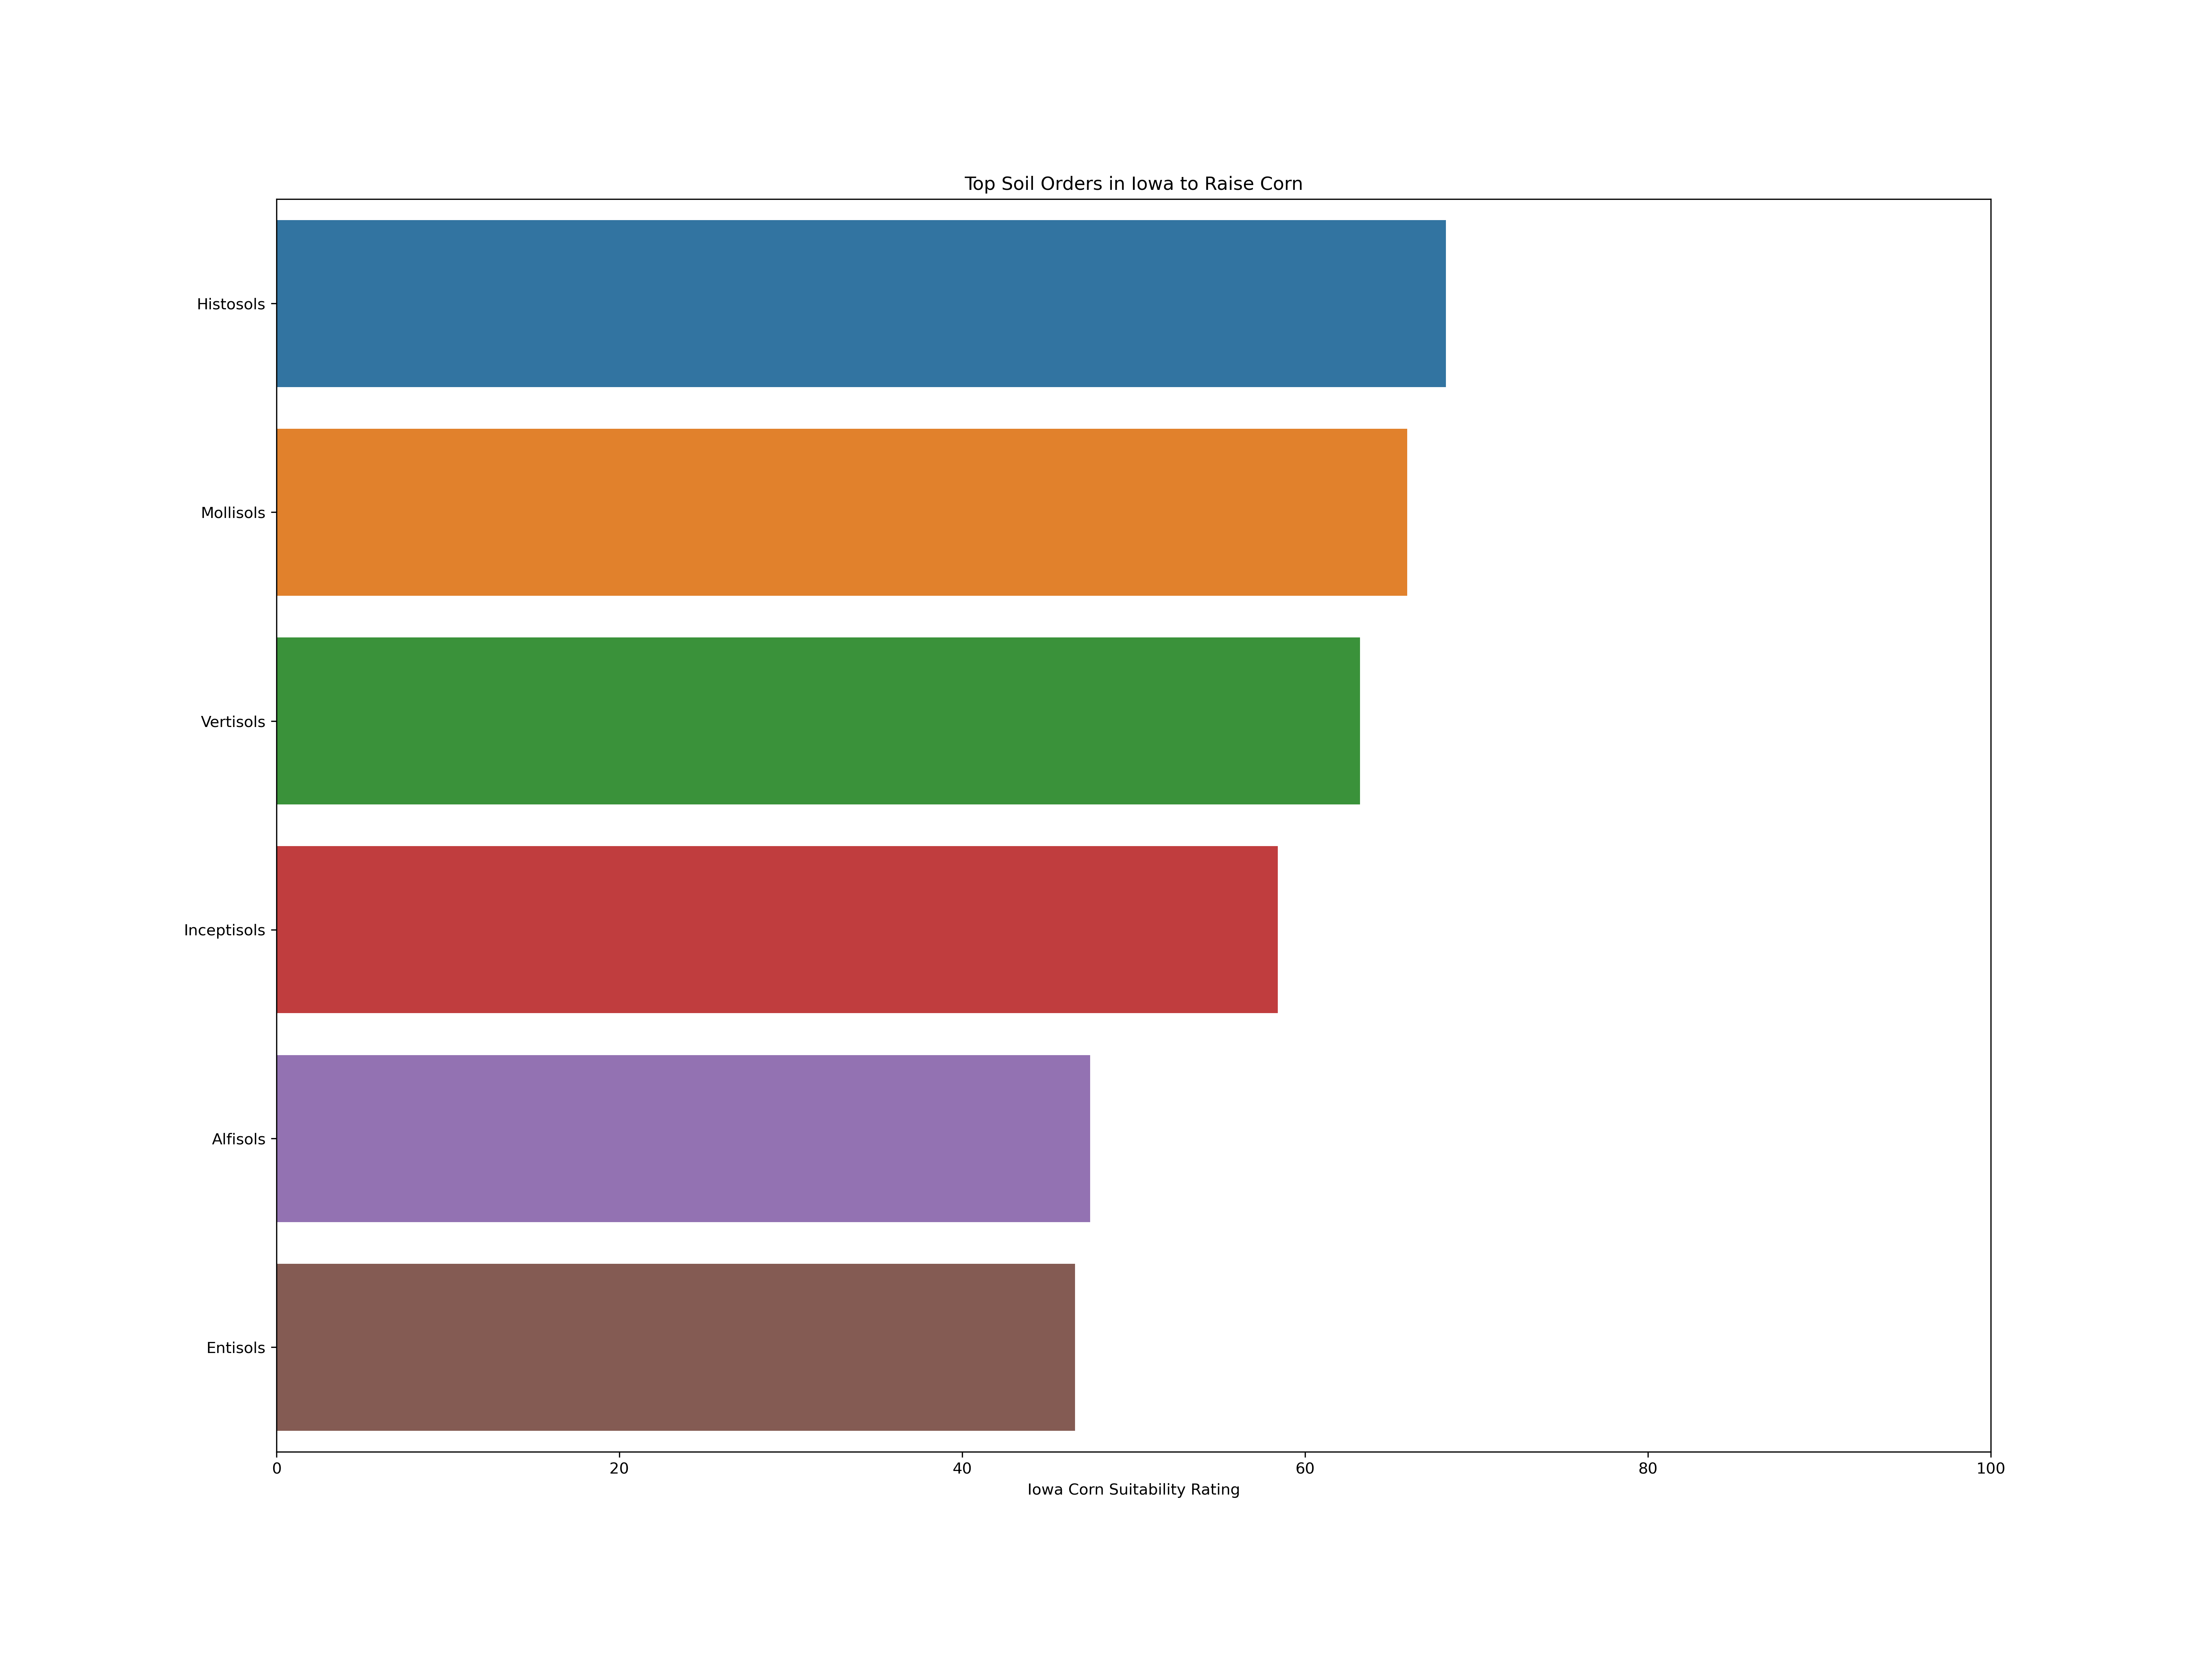 Top Soil Orders in Iowa to Raise Corn
Histosols
Mollisols
Vertisols
Inceptisols
Alfisols
Entisols
0 20 40 60 80 100
Iowa Corn Suitability Rating